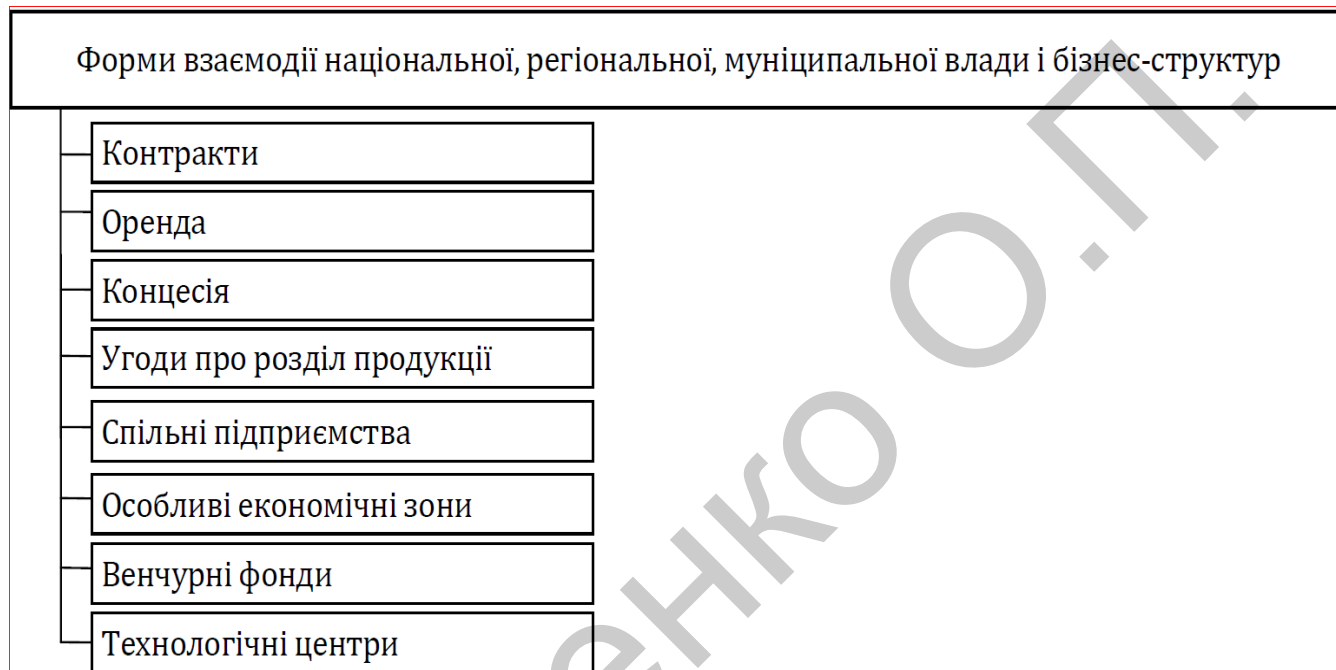 Форми взаємодії національної, регіональної, муніципальної влади і бізнес-структур
Контракти
Оренда
Концесія
Угоди про розділ продукції
Спільні підприємства
Особливі економічні зони
Венчурні фонди
Технологічні центри
О.П.